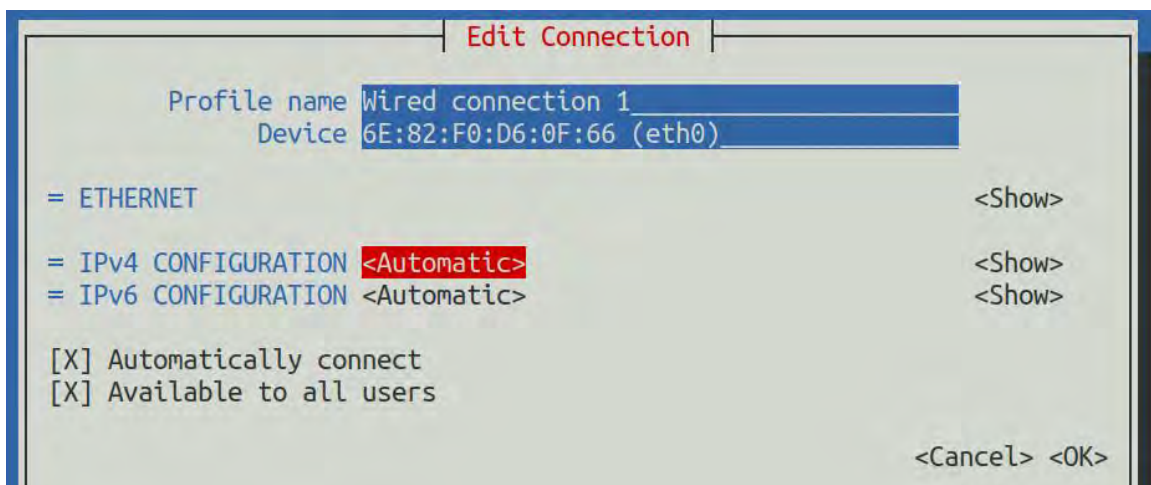 Edit Connection
Profile name Wired connection 1
Device 6E:82:F0:D6:0F:66 (eth0)
= ETHERNET <Show>
= IPv4 CONFIGURATION <Automatic> <Show>
= IPv6 CONFIGURATION <Automatic> <Show>
[X] Automatically connect
[X] Available to all users
<Cancel> <OK>